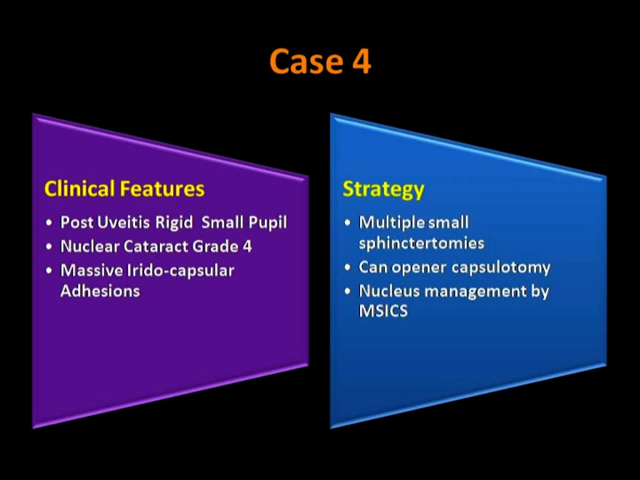 Case 4
Clinical Features
• Post Uveitis Rigid Small Pupil
• Nuclear Cataract Grade 4
• Massive Irido-capsular
Adhesions
Strategy
• Multiple small
sphinctertomies
• Can opener capsulotomy
• Nucleus management by
MSICS